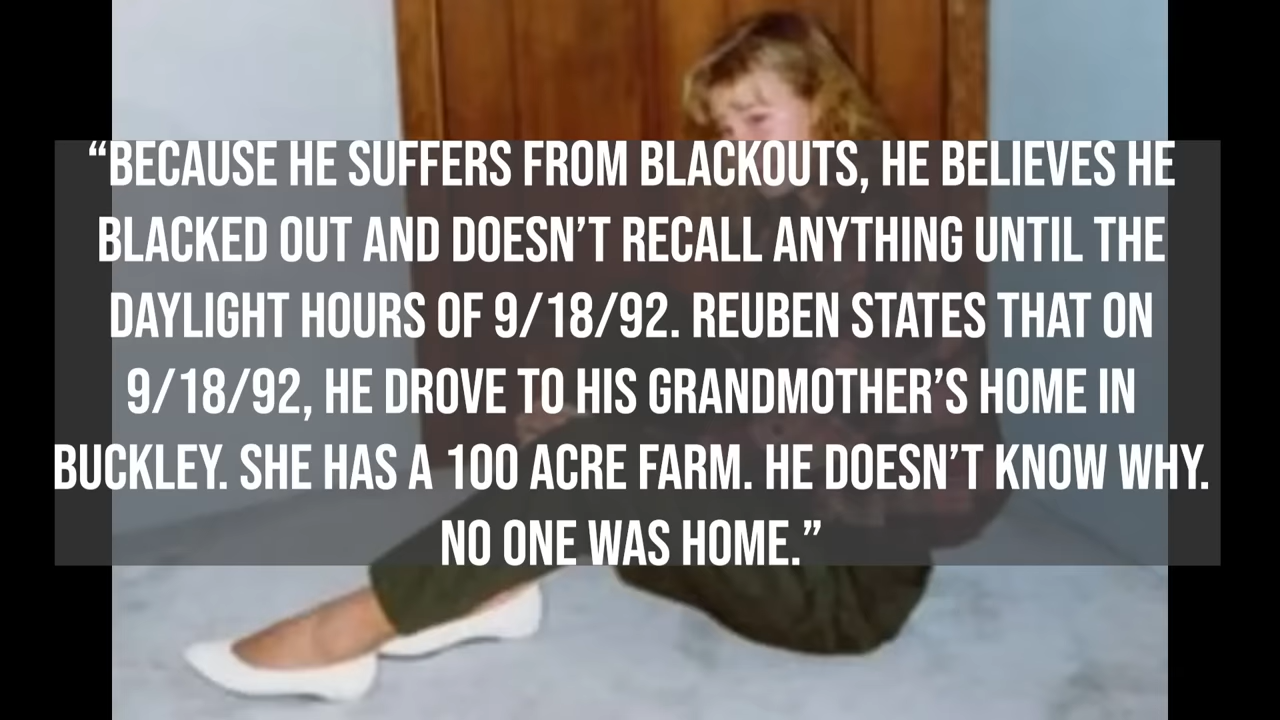 “BECAUSE HE SUFFERS FROM BLACKOUTS, HE BELIEVES HE
BLACKED OUT AND DOESN’T RECALL ANYTHING UNTIL THE
DAYLIGHT HOURS OF 9/18/92. REUBEN STATES THAT ON
9/18/92, HE DROVE TO HIS GRANDMOTHER’S HOME IN
BUCKLEY. SHE HAS A 100 ACRE FARM. HE DOESN’T KNOW WHY.
NO ONE WAS HOME.”